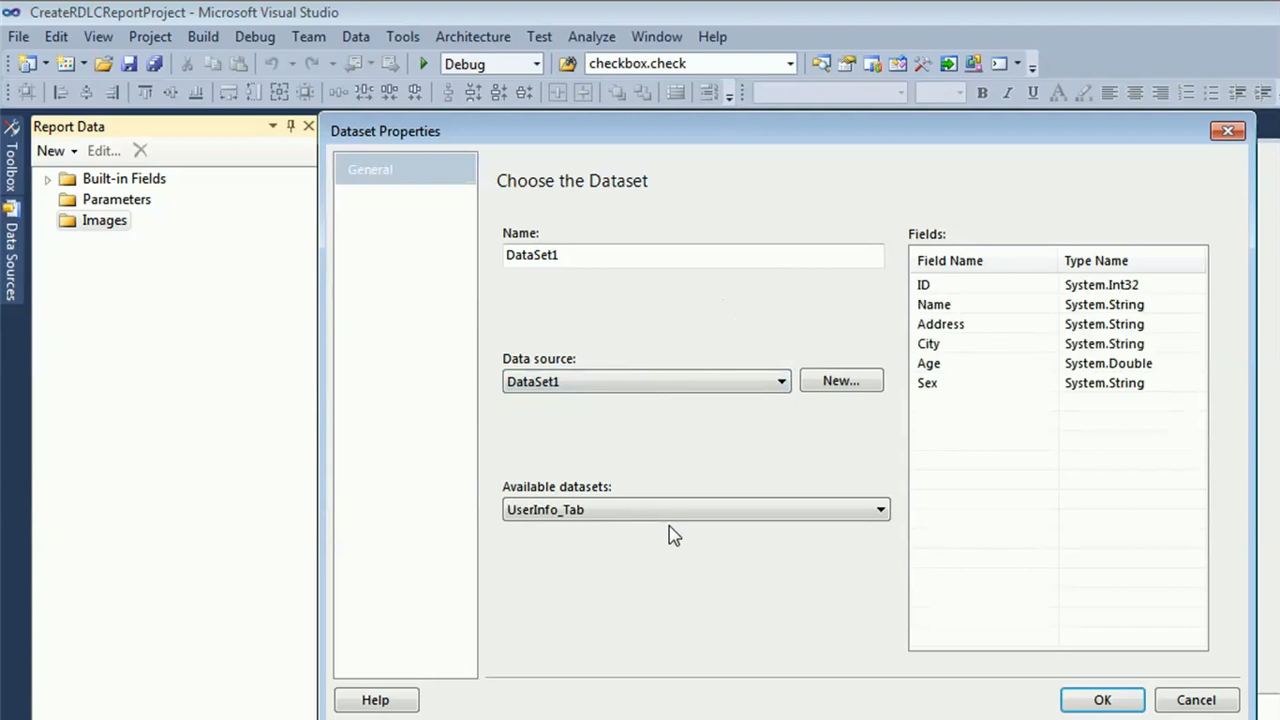 CreateRDLCReportProject - Microsoft Visual Studio
File Edit View Project Build Debug Team Data Tools Architecture Test Analyze Window Help
Debug checkbox.check
B I U A
Toolbox
Data Sources
Report Data
New Edit...
Built-in Fields
Parameters
Images
Dataset Properties
General
Choose the Dataset
Name:
DataSet1
Data source:
DataSet1 New...
Available datasets:
UserInfo_Tab
Fields:
Field Name Type Name
ID System.Int32
Name System.String
Address System.String
City System.String
Age System.Double
Sex System.String
Help OK Cancel